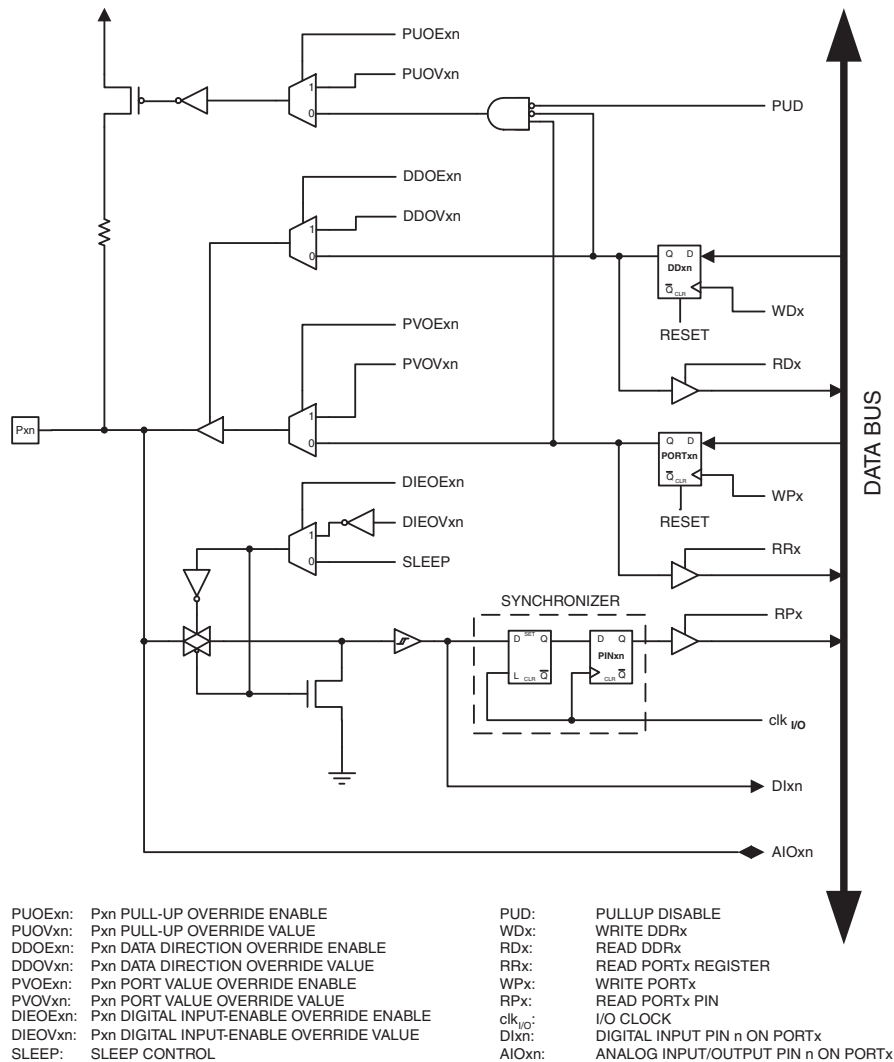 PUOExn
PUOVxn
1
0
PUD
DDOExn
DDOVxn
1
0
Q D
DDxn
Q CLR
WDx
RESET
RDx
PVOExn
PVOVxn
1
0
Pxn
Q D
PORTxn
Q CLR
WPx
RESET
DATA BUS
DIEOExn
DIEOVxn
1
0
SLEEP
RRx
SYNCHRONIZER
RPx
D SET Q
L CLR Q
D Q
PINxn
CLR Q
clk I/O
DIxn
AIOxn
PUOExn: Pxn PULL-UP OVERRIDE ENABLE
PUOVxn: Pxn PULL-UP OVERRIDE VALUE
DDOExn: Pxn DATA DIRECTION OVERRIDE ENABLE
DDOVxn: Pxn DATA DIRECTION OVERRIDE VALUE
PVOExn: Pxn PORT VALUE OVERRIDE ENABLE
PVOVxn: Pxn PORT VALUE OVERRIDE VALUE
DIEOExn: Pxn DIGITAL INPUT-ENABLE OVERRIDE ENABLE
DIEOVxn: Pxn DIGITAL INPUT-ENABLE OVERRIDE VALUE
SLEEP: SLEEP CONTROL
PUD: PULLUP DISABLE
WDx: WRITE DDRx
RDx: READ DDRx
RRx: READ PORTx REGISTER
WPx: WRITE PORTx
RPx: READ PORTx PIN
clkI/O: I/O CLOCK
DIxn: DIGITAL INPUT PIN n ON PORTx
AIOxn: ANALOG INPUT/OUTPUT PIN n ON PORTx